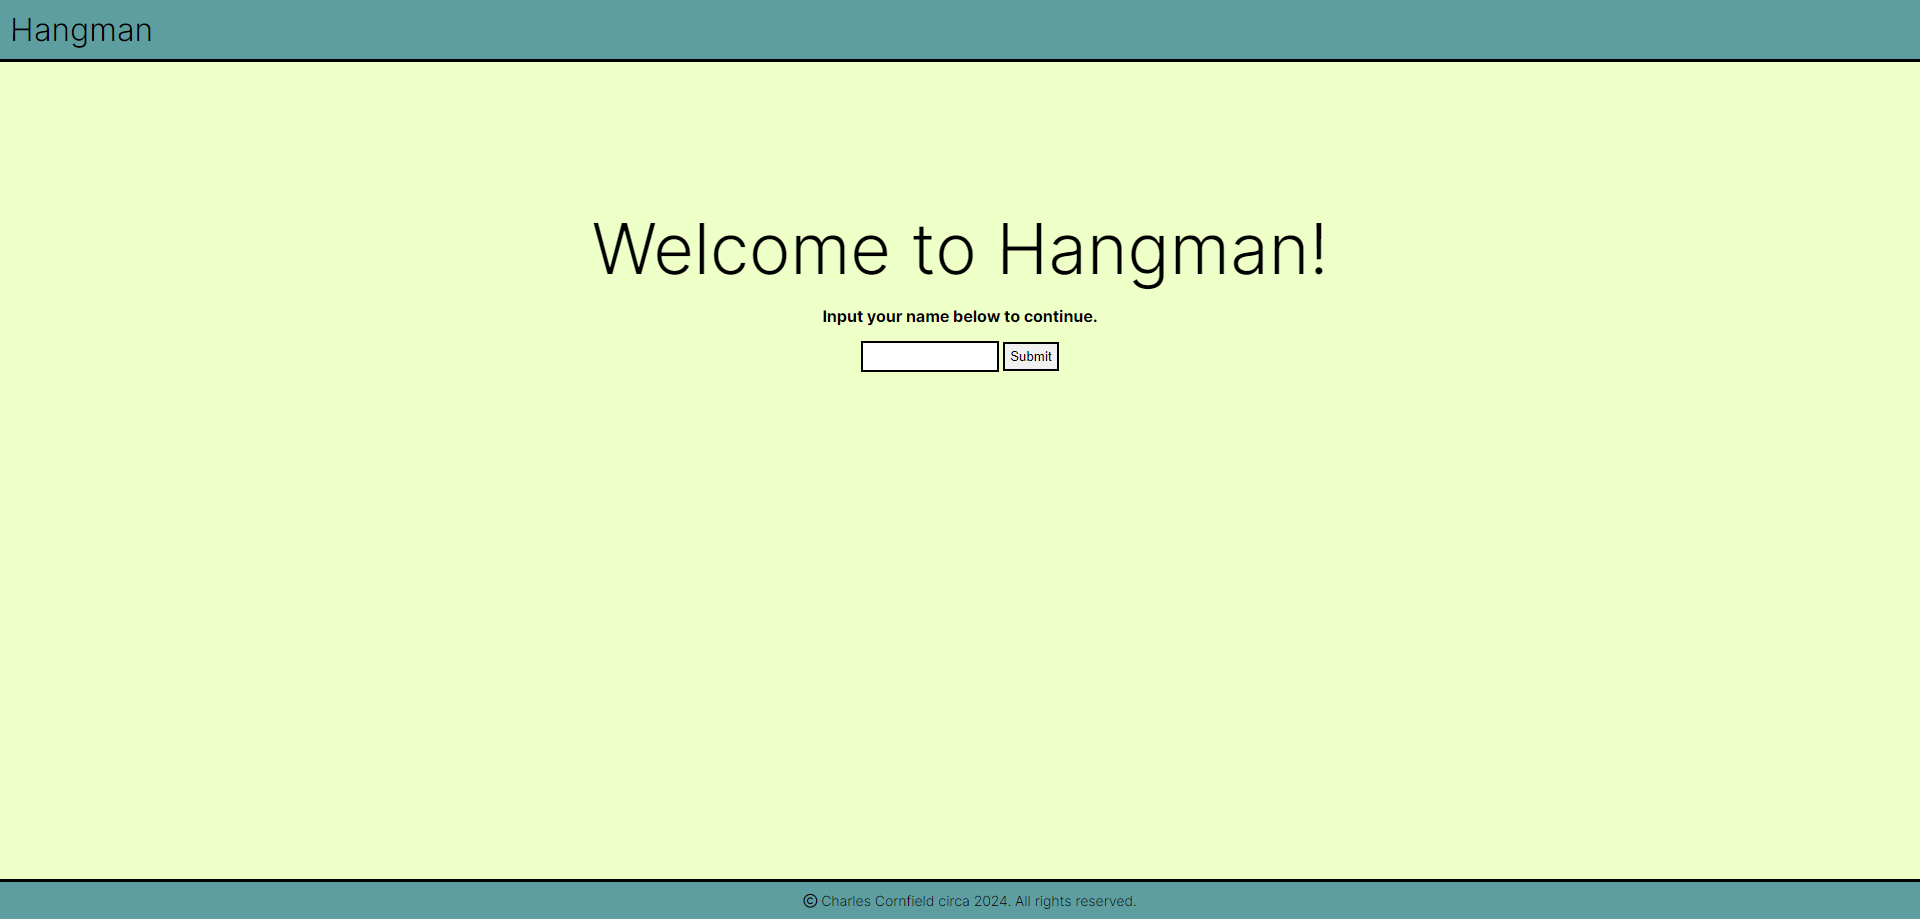 Hangman
Welcome to Hangman!
Input your name below to continue.
Submit
© Charles Cornfield circa 2024. All rights reserved.